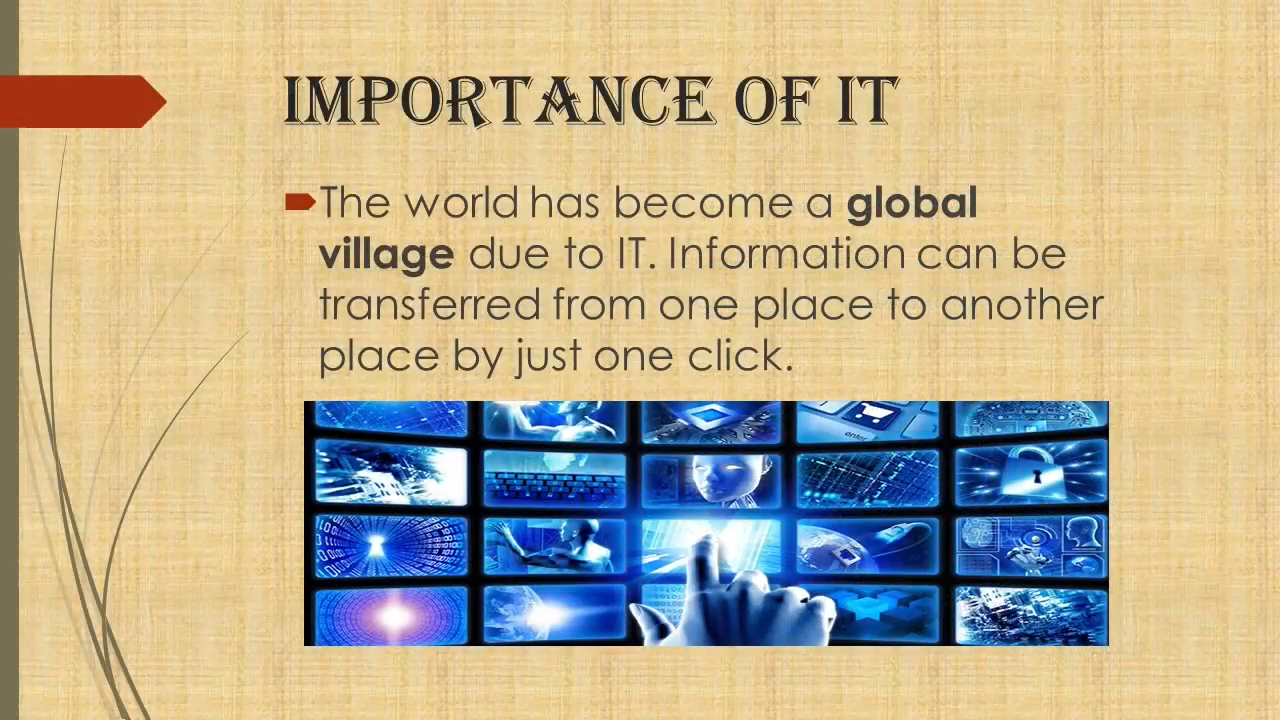 IMPORTANCE OF IT
The world has become a global
village due to IT. Information can be
transferred from one place to another
place by just one click.
enter